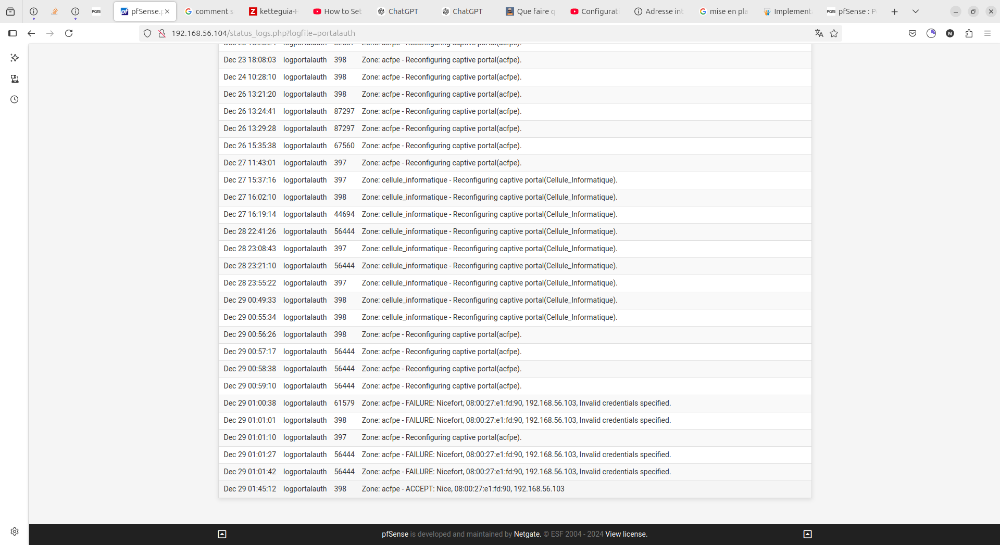 PC2S
pfSense.
comment s
Z ketteguia-
How to Set
ChatGPT
ChatGPT
Que faire q
Configurati
Adresse int
mise en pla
Implement
PC2S pfSense : P
192.168.56.104/status_logs.php?logfile=portalauth
N
Dec 23 18:08:03 logportalauth 398 Zone: acfpe - Reconfiguring captive portal(acfpe).
Dec 24 10:28:10 logportalauth 398 Zone: acfpe - Reconfiguring captive portal(acfpe).
Dec 26 13:21:20 logportalauth 398 Zone: acfpe - Reconfiguring captive portal(acfpe).
Dec 26 13:24:41 logportalauth 87297 Zone: acfpe - Reconfiguring captive portal(acfpe).
Dec 26 13:29:28 logportalauth 87297 Zone: acfpe - Reconfiguring captive portal(acfpe).
Dec 26 15:35:38 logportalauth 67560 Zone: acfpe - Reconfiguring captive portal(acfpe).
Dec 27 11:43:01 logportalauth 397 Zone: acfpe - Reconfiguring captive portal(acfpe).
Dec 27 15:37:16 logportalauth 397 Zone: cellule_informatique - Reconfiguring captive portal(Cellule_Informatique).
Dec 27 16:02:10 logportalauth 398 Zone: cellule_informatique - Reconfiguring captive portal(Cellule_Informatique).
Dec 27 16:19:14 logportalauth 44694 Zone: cellule_informatique - Reconfiguring captive portal(Cellule_Informatique).
Dec 28 22:41:26 logportalauth 56444 Zone: cellule_informatique - Reconfiguring captive portal(Cellule_Informatique).
Dec 28 23:08:43 logportalauth 397 Zone: cellule_informatique - Reconfiguring captive portal(Cellule_Informatique).
Dec 28 23:21:10 logportalauth 56444 Zone: cellule_informatique - Reconfiguring captive portal(Cellule_Informatique).
Dec 28 23:55:22 logportalauth 397 Zone: cellule_informatique - Reconfiguring captive portal(Cellule_Informatique).
Dec 29 00:49:33 logportalauth 398 Zone: cellule_informatique - Reconfiguring captive portal(Cellule_Informatique).
Dec 29 00:55:34 logportalauth 398 Zone: cellule_informatique - Reconfiguring captive portal(Cellule_Informatique).
Dec 29 00:56:26 logportalauth 398 Zone: acfpe - Reconfiguring captive portal(acfpe).
Dec 29 00:57:17 logportalauth 56444 Zone: acfpe - Reconfiguring captive portal(acfpe).
Dec 29 00:58:38 logportalauth 56444 Zone: acfpe - Reconfiguring captive portal(acfpe).
Dec 29 00:59:10 logportalauth 56444 Zone: acfpe - Reconfiguring captive portal(acfpe).
Dec 29 01:00:38 logportalauth 61579 Zone: acfpe - FAILURE: Nicefort, 08:00:27:e1:fd:90, 192.168.56.103, Invalid credentials specified.
Dec 29 01:01:01 logportalauth 398 Zone: acfpe - FAILURE: Nicefort, 08:00:27:e1:fd:90, 192.168.56.103, Invalid credentials specified.
Dec 29 01:01:10 logportalauth 397 Zone: acfpe - Reconfiguring captive portal(acfpe).
Dec 29 01:01:27 logportalauth 56444 Zone: acfpe - FAILURE: Nicefort, 08:00:27:e1:fd:90, 192.168.56.103, Invalid credentials specified.
Dec 29 01:01:42 logportalauth 56444 Zone: acfpe - FAILURE: Nicefort, 08:00:27:e1:fd:90, 192.168.56.103, Invalid credentials specified.
Dec 29 01:45:12 logportalauth 398 Zone: acfpe - ACCEPT: Nice, 08:00:27:e1:fd:90, 192.168.56.103
pfSense is developed and maintained by Netgate. © ESF 2004 - 2024 View license.